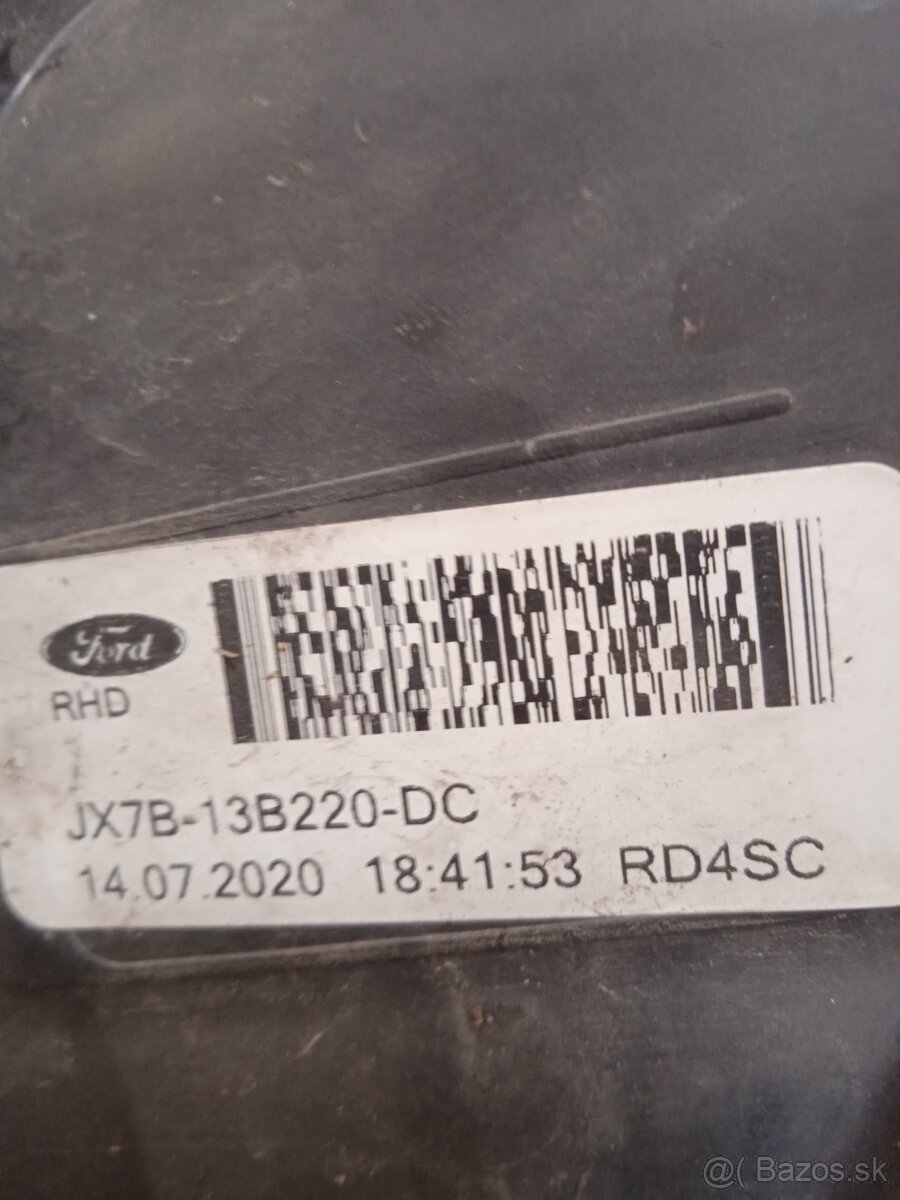 Ford
RHD
JX7B-13B220-DC
14.07.2020 18:41:53 RD4SC
@( Bazos.sk